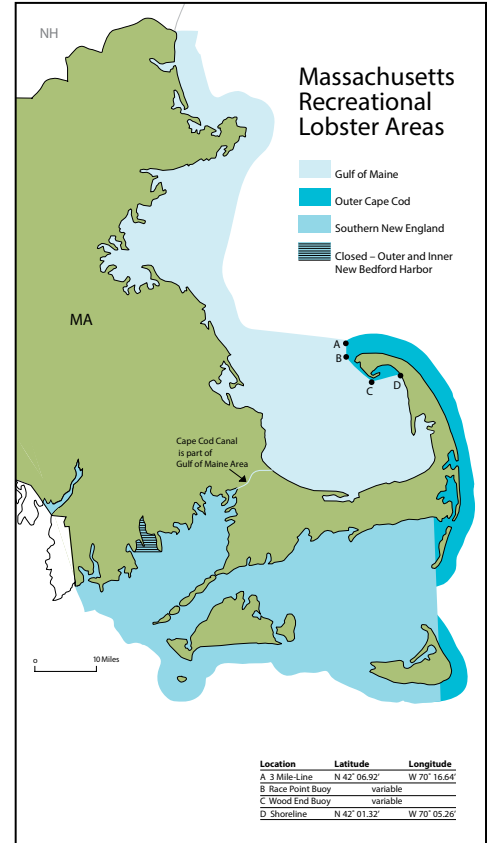 NH
Massachusetts
Recreational
Lobster Areas
Gulf of Maine
Outer Cape Cod
Southern New England
Closed – Outer and Inner
New Bedford Harbor
MA
A
B
C
D
Cape Cod Canal
is part of
Gulf of Maine Area
0 10 Miles
Location Latitude Longitude
A 3 Mile-Line N 42° 06.92' W 70° 16.64'
B Race Point Buoy variable
C Wood End Buoy variable
D Shoreline N 42° 01.32' W 70° 05.26'